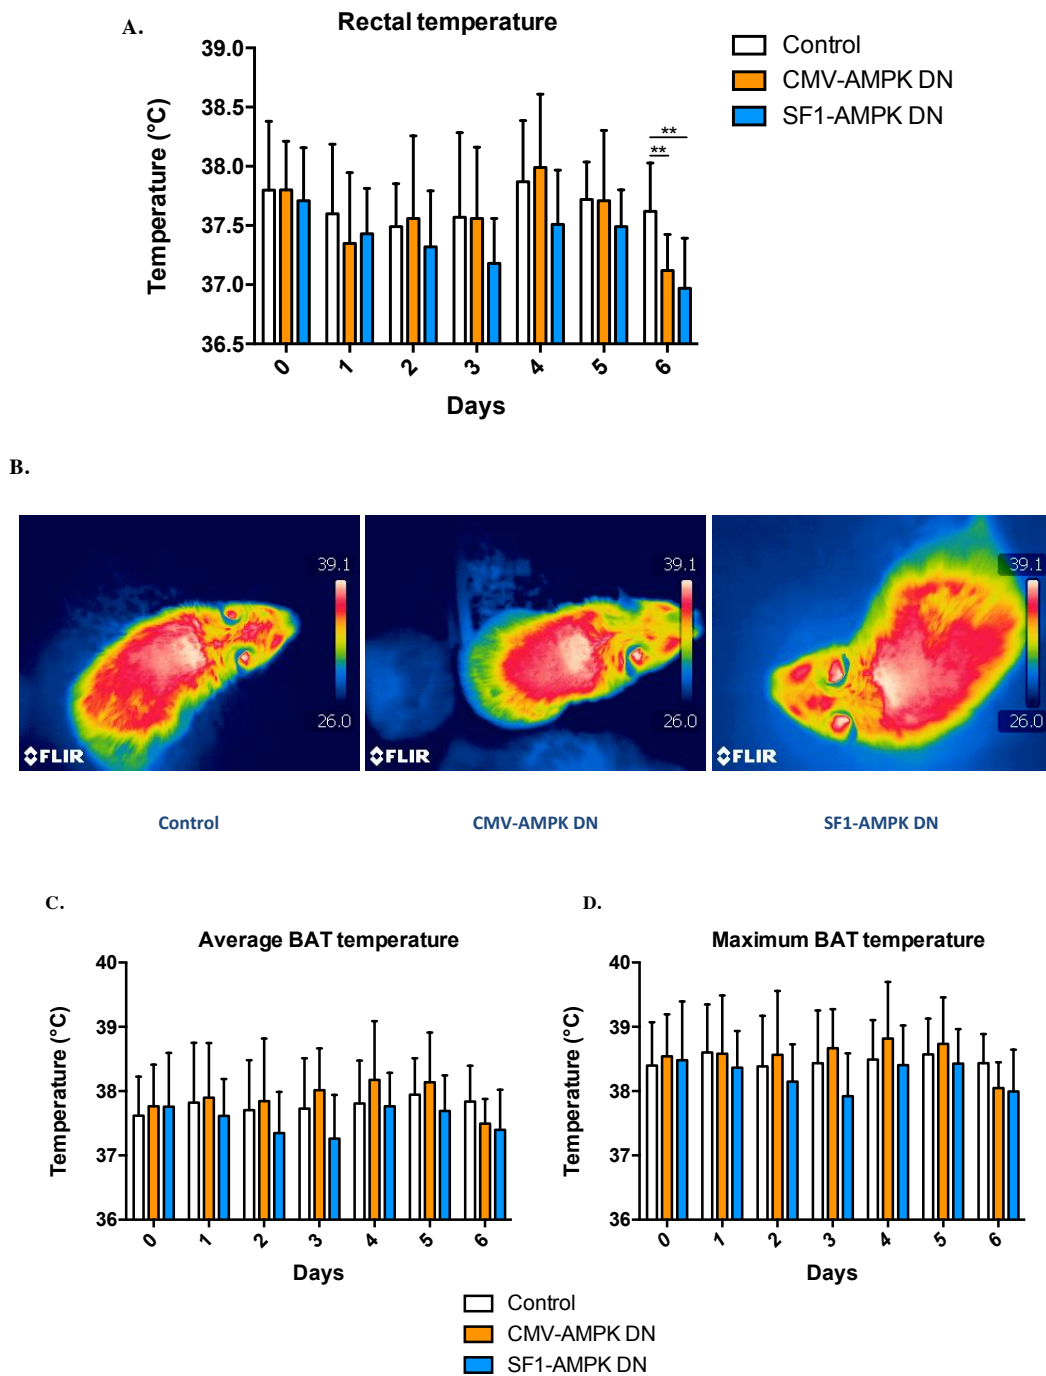 A.
Rectal temperature
Temperature (°C)
39.0
38.5
38.0
37.5
37.0
36.5
0 1 2 3 4 5 6
Days
**
**
Control
CMV-AMPK DN
SF1-AMPK DN
B.
39.1
26.0
FLIR
39.1
26.0
FLIR
39.1
26.0
FLIR
Control
CMV-AMPK DN
SF1-AMPK DN
C.
Average BAT temperature
Temperature (°C)
40
39
38
37
36
0 1 2 3 4 5 6
Days
D.
Maximum BAT temperature
Temperature (°C)
40
39
38
37
36
0 1 2 3 4 5 6
Days
Control
CMV-AMPK DN
SF1-AMPK DN